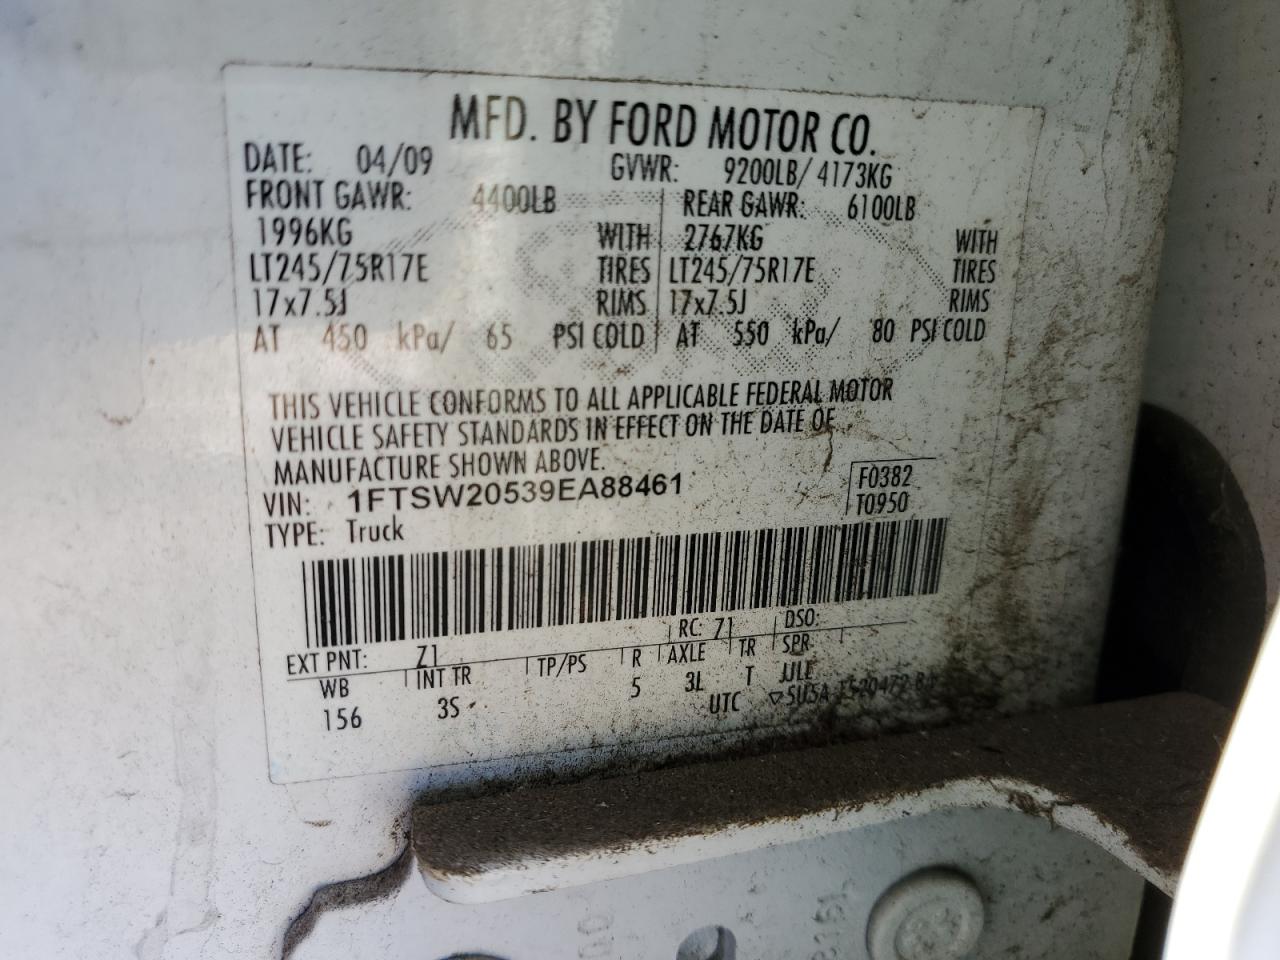 MFD. BY FORD MOTOR CO.
DATE: 04/09 GVWR: 9200LB/ 4173KG
FRONT GAWR: 4400LB REAR GAWR: 6100LB
1996KG WITH 2767KG WITH
LT245/75R17E TIRES LT245/75R17E TIRES
17x7.5J RIMS 17x7.5J RIMS
AT 450 kPa/ 65 PSI COLD AT 550 kPa/ 80 PSI COLD
THIS VEHICLE CONFORMS TO ALL APPLICABLE FEDERAL MOTOR
VEHICLE SAFETY STANDARDS IN EFFECT ON THE DATE OF
MANUFACTURE SHOWN ABOVE.
VIN: 1FTSW20539EA88461 F0382
TYPE: Truck T0950
EXT PNT: Z1 RC: 71 DSO:
WB INT TR TP/PS R AXLE TR SPR
156 3S 5 3L T JJLE
UTC